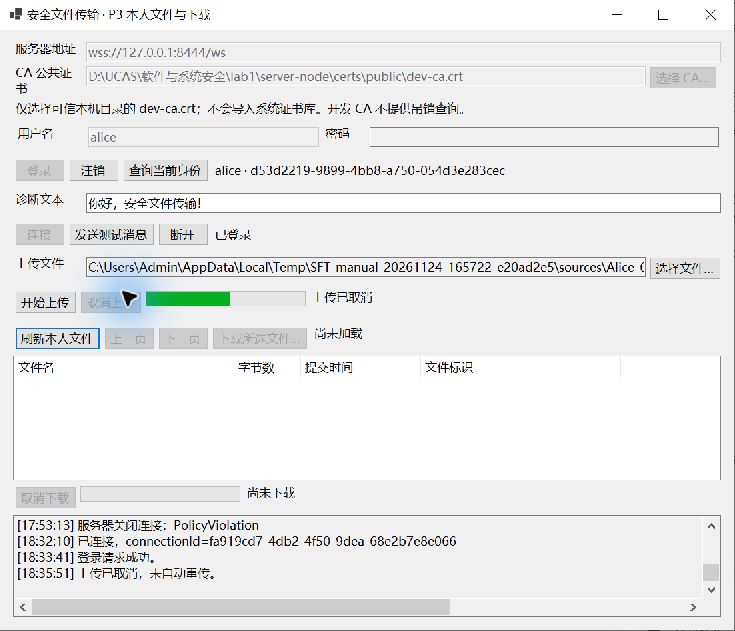 安全文件传输 · P3 本人文件与下载
服务器地址 wss://127.0.0.1:8444/ws
CA 公共证书 D:\UCAS\软件与系统安全\lab1\server-node\certs\public\dev-ca.crt 选择 CA...
仅选择可信本机目录的 dev-ca.crt；不会导入系统证书库。开发 CA 不提供吊销查询。
用户名 alice 密码
登录 注销 查询当前身份 alice · d53d2219-9899-4bb8-a750-054d3e283cec
诊断文本 你好，安全文件传输！
连接 发送测试消息 断开 已登录
上传文件 C:\Users\Admin\AppData\Local\Temp\SFT-manual-20261124-165722-e20ad2e5\sources\Alice- 选择文件...
开始上传 取消上 上传已取消
刷新本人文件 上一页 下一页 下载所选文件... 尚未加载
文件名 字节数 提交时间 文件标识
取消下载 尚未下载
[17:53:13] 服务器关闭连接：PolicyViolation
[18:32:10] 已连接，connectionId=fa919cd7-4db2-4f50-9dea-68e2b7e8e066
[18:33:41] 登录请求成功。
[18:35:51] 上传已取消，未自动重传。